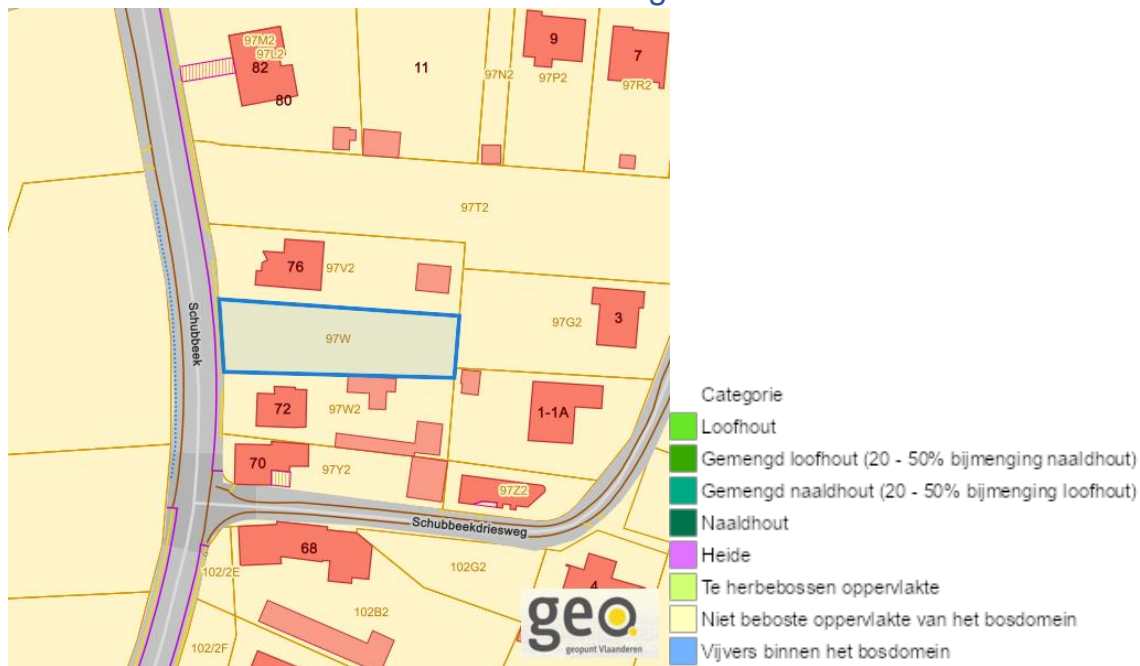 g
97M2
97L2
82
80
11
97N2
9
97P2
7
97R2
97T2
76
97V2
Schubbeek
97W
97G2
3
72
97W2
1-1A
70
97Y2
97Z2
Schubbeekdriesweg
68
102/2E
102G2
4
102B2
102/2F
geo.
geopunt Vlaanderen
Categorie
Loofhout
Gemengd loofhout (20 - 50% bijmenging naaldhout)
Gemengd naaldhout (20 - 50% bijmenging loofhout)
Naaldhout
Heide
Te herbebossen oppervlakte
Niet beboste oppervlakte van het bosdomein
Vijvers binnen het bosdomein